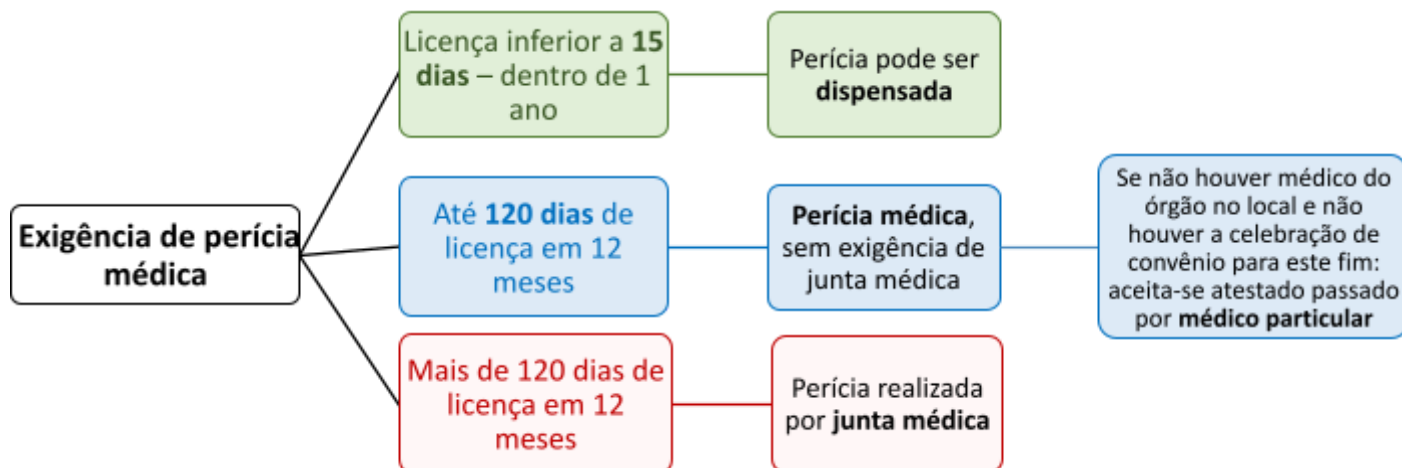 Exigência de perícia
médica
Licença inferior a 15
dias – dentro de 1
ano
Perícia pode ser
dispensada
Até 120 dias de
licença em 12
meses
Perícia médica,
sem exigência de
junta médica
Se não houver médico do
órgão no local e não
houver a celebração de
convênio para este fim:
aceita-se atestado passado
por médico particular
Mais de 120 dias de
licença em 12
meses
Perícia realizada
por junta médica